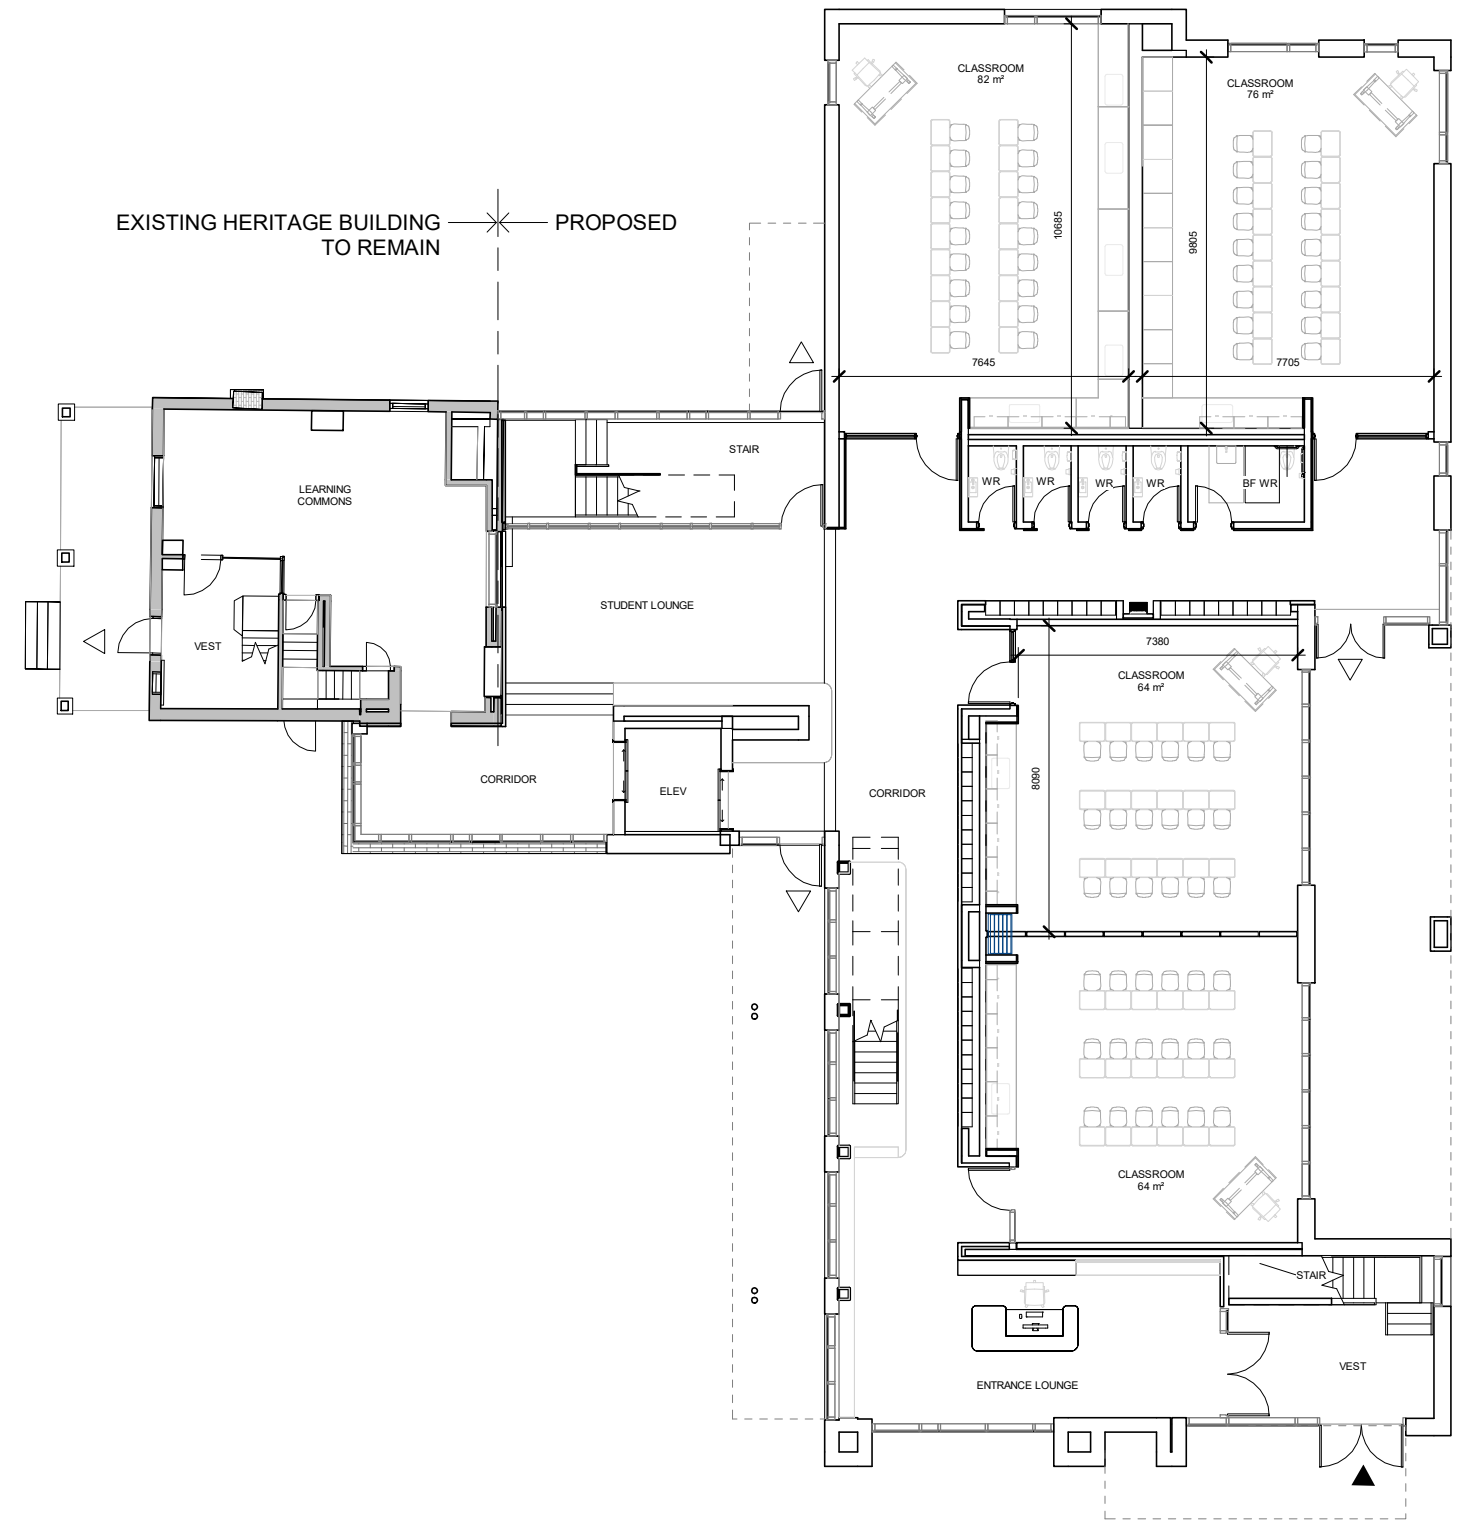 CLASSROOM
82 m²
CLASSROOM
76 m²
EXISTING HERITAGE BUILDING
TO REMAIN
PROPOSED
10685
9805
7645
7705
STAIR
LEARNING
COMMONS
WR
WR
WR
WR
BF WR
STUDENT LOUNGE
VEST
7380
CLASSROOM
64 m²
CORRIDOR
ELEV
CORRIDOR
8090
CLASSROOM
64 m²
STAIR
VEST
ENTRANCE LOUNGE